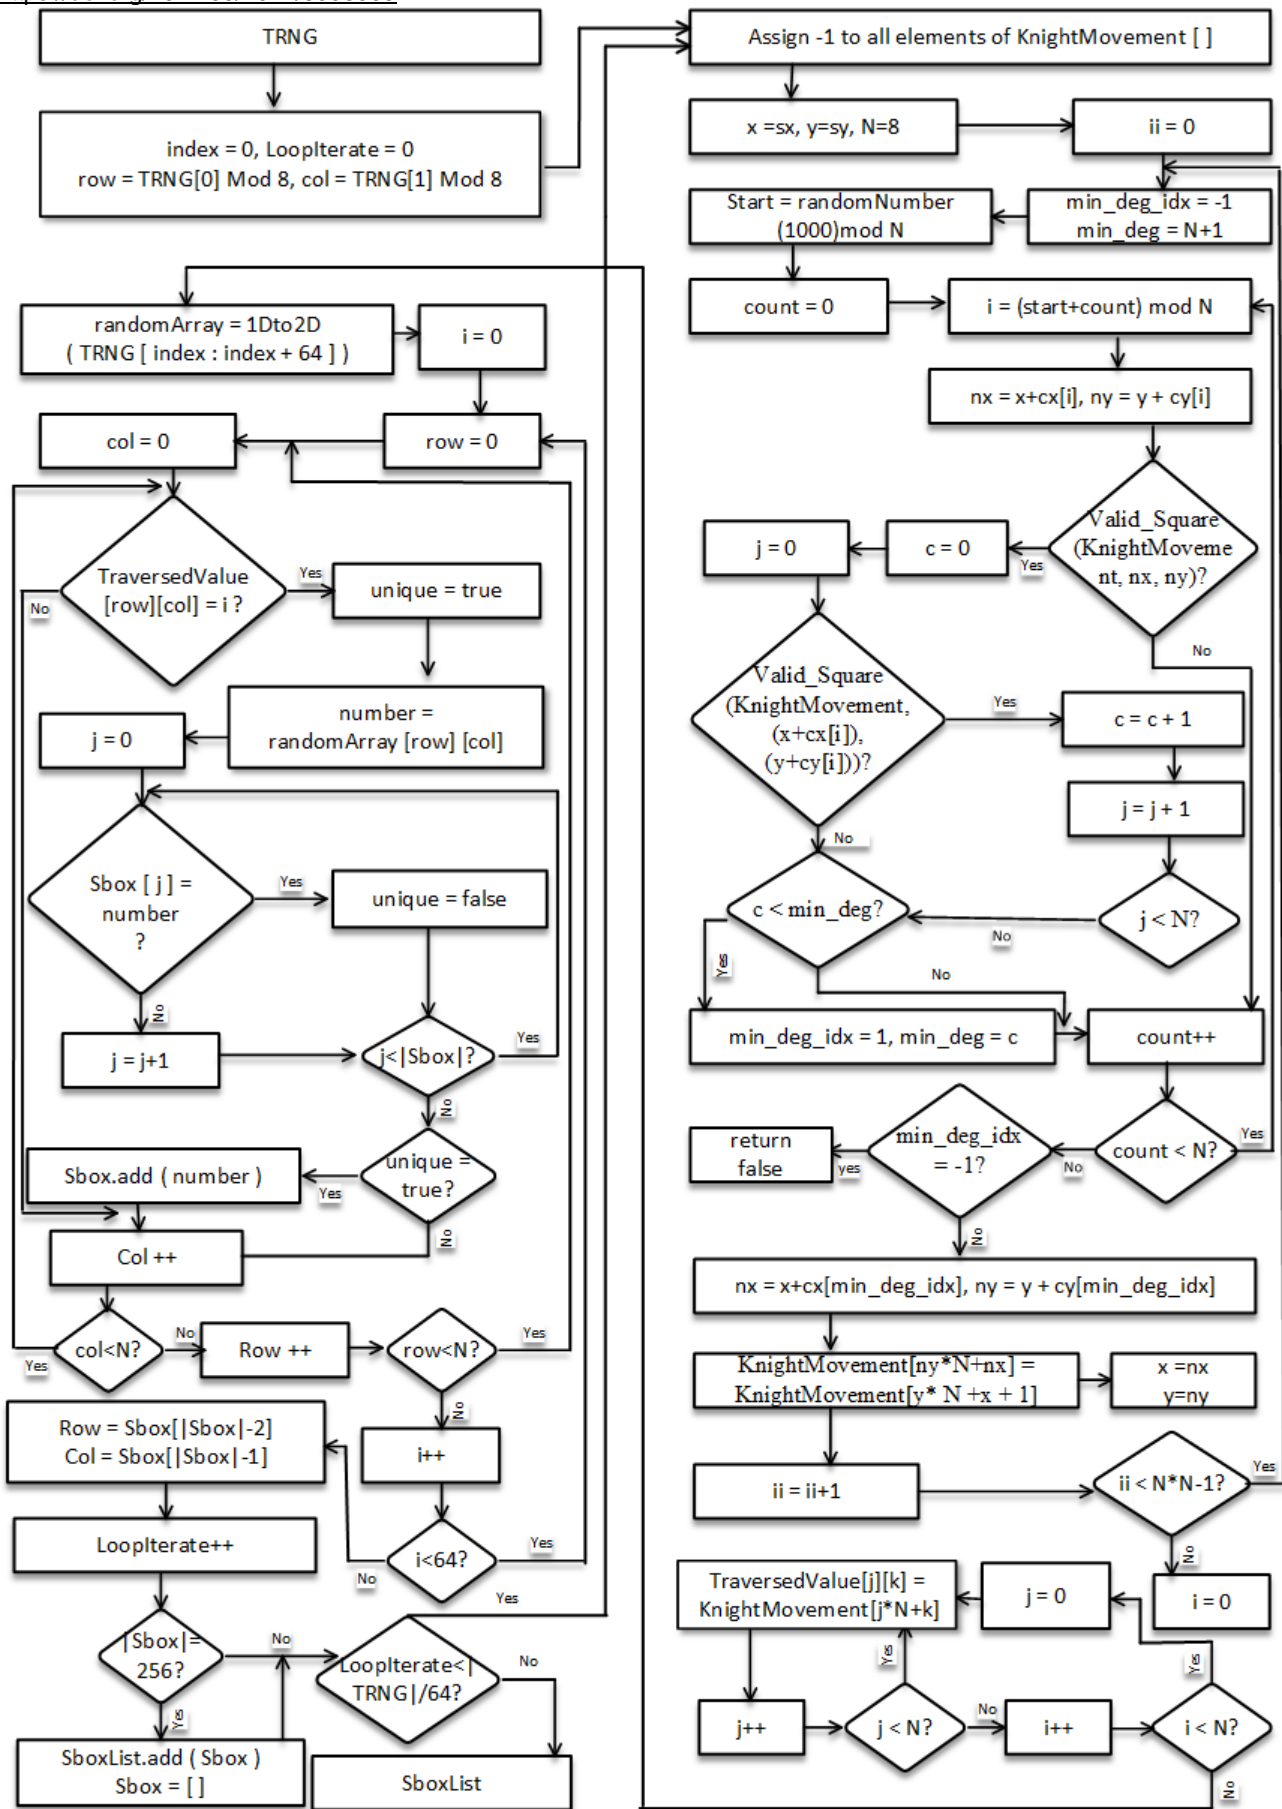 TRNG
index = 0, LoopIterate = 0
row = TRNG[0] Mod 8, col = TRNG[1] Mod 8
randomArray = 1Dto2D
( TRNG [ index : index + 64 ] )
i = 0
col = 0
row = 0
TraversedValue
[row][col] = i ?
Yes
No
unique = true
number =
randomArray [row] [col]
j = 0
Sbox [ j ] =
number
?
Yes
unique = false
No
j = j+1
j<|Sbox|?
Yes
No
unique =
true?
Yes
No
Sbox.add ( number )
Col ++
col<N?
Yes
No
Row ++
row<N?
Yes
No
Row = Sbox[|Sbox|-2]
Col = Sbox[|Sbox|-1]
i++
i<64?
Yes
No
LoopIterate++
|Sbox|=
256?
No
Yes
SboxList.add ( Sbox )
Sbox = [ ]
LoopIterate<|
TRNG|/64?
Yes
No
SboxList
Assign -1 to all elements of KnightMovement [ ]
x =sx, y=sy, N=8
ii = 0
min_deg_idx = -1
min_deg = N+1
Start = randomNumber
(1000)mod N
count = 0
i = (start+count) mod N
nx = x+cx[i], ny = y + cy[i]
Valid_Square
(KnightMoveme
nt, nx, ny)?
Yes
No
c = 0
j = 0
Valid_Square
(KnightMovement,
(x+cx[i]),
(y+cy[i]))?
Yes
No
c = c + 1
j = j + 1
j < N?
No
c < min_deg?
Yes
No
min_deg_idx = 1, min_deg = c
count++
count < N?
Yes
No
min_deg_idx
= -1?
yes
No
return
false
nx = x+cx[min_deg_idx], ny = y + cy[min_deg_idx]
KnightMovement[ny*N+nx] =
KnightMovement[y* N +x + 1]
x =nx
y=ny
ii = ii+1
ii < N*N-1?
Yes
No
i = 0
j = 0
TraversedValue[j][k] =
KnightMovement[j*N+k]
j++
j < N?
Yes
No
i++
i < N?
Yes
No